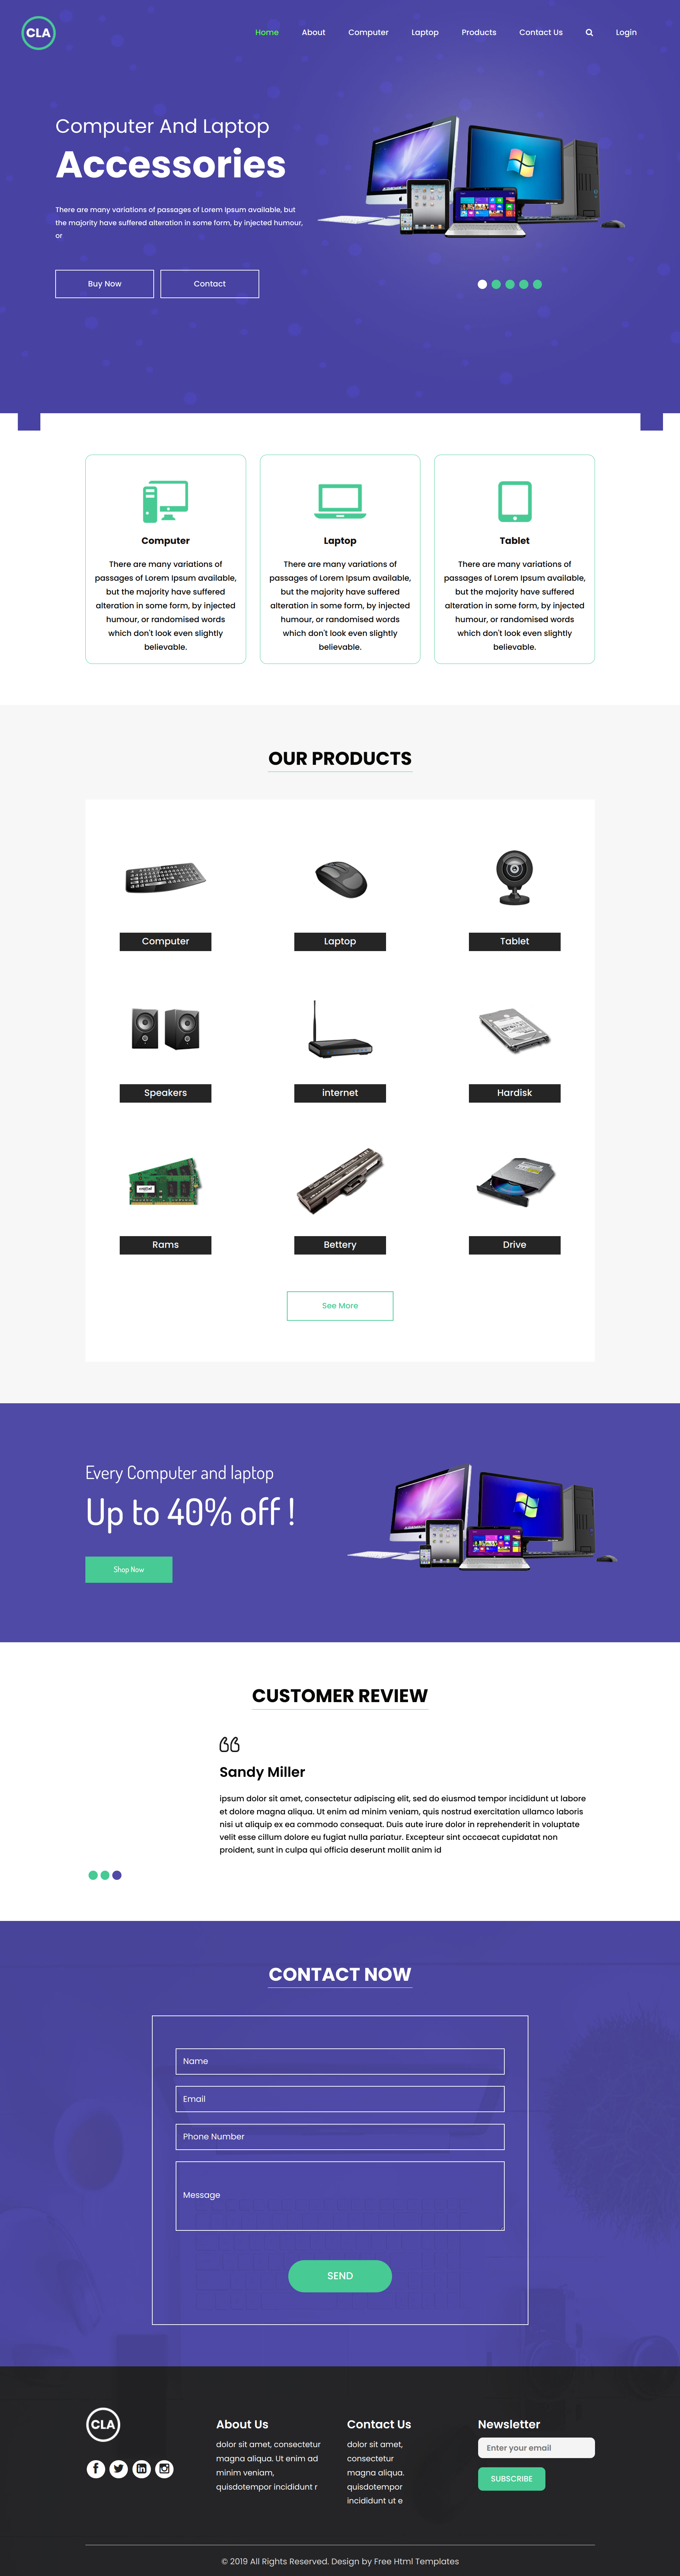 CLA
Home About Computer Laptop Products Contact Us Login
Computer And Laptop
Accessories
There are many variations of passages of Lorem Ipsum available, but
the majority have suffered alteration in some form, by injected humour,
or
Buy Now Contact
Computer
There are many variations of
passages of Lorem Ipsum available,
but the majority have suffered
alteration in some form, by injected
humour, or randomised words
which don't look even slightly
believable.
Laptop
There are many variations of
passages of Lorem Ipsum available,
but the majority have suffered
alteration in some form, by injected
humour, or randomised words
which don't look even slightly
believable.
Tablet
There are many variations of
passages of Lorem Ipsum available,
but the majority have suffered
alteration in some form, by injected
humour, or randomised words
which don't look even slightly
believable.
OUR PRODUCTS
Computer Laptop Tablet
Speakers internet Hardisk
Rams Bettery Drive
See More
Every Computer and laptop
Up to 40% off !
Shop Now
CUSTOMER REVIEW
Sandy Miller
ipsum dolor sit amet, consectetur adipiscing elit, sed do eiusmod tempor incididunt ut labore
et dolore magna aliqua. Ut enim ad minim veniam, quis nostrud exercitation ullamco laboris
nisi ut aliquip ex ea commodo consequat. Duis aute irure dolor in reprehenderit in voluptate
velit esse cillum dolore eu fugiat nulla pariatur. Excepteur sint occaecat cupidatat non
proident, sunt in culpa qui officia deserunt mollit anim id
CONTACT NOW
Name
Email
Phone Number
Message
SEND
CLA
About Us
dolor sit amet, consectetur
magna aliqua. Ut enim ad
minim veniam,
quisdotempor incididunt r
Contact Us
dolor sit amet,
consectetur
magna aliqua.
quisdotempor
incididunt ut e
Newsletter
Enter your email
SUBSCRIBE
© 2019 All Rights Reserved. Design by Free Html Templates